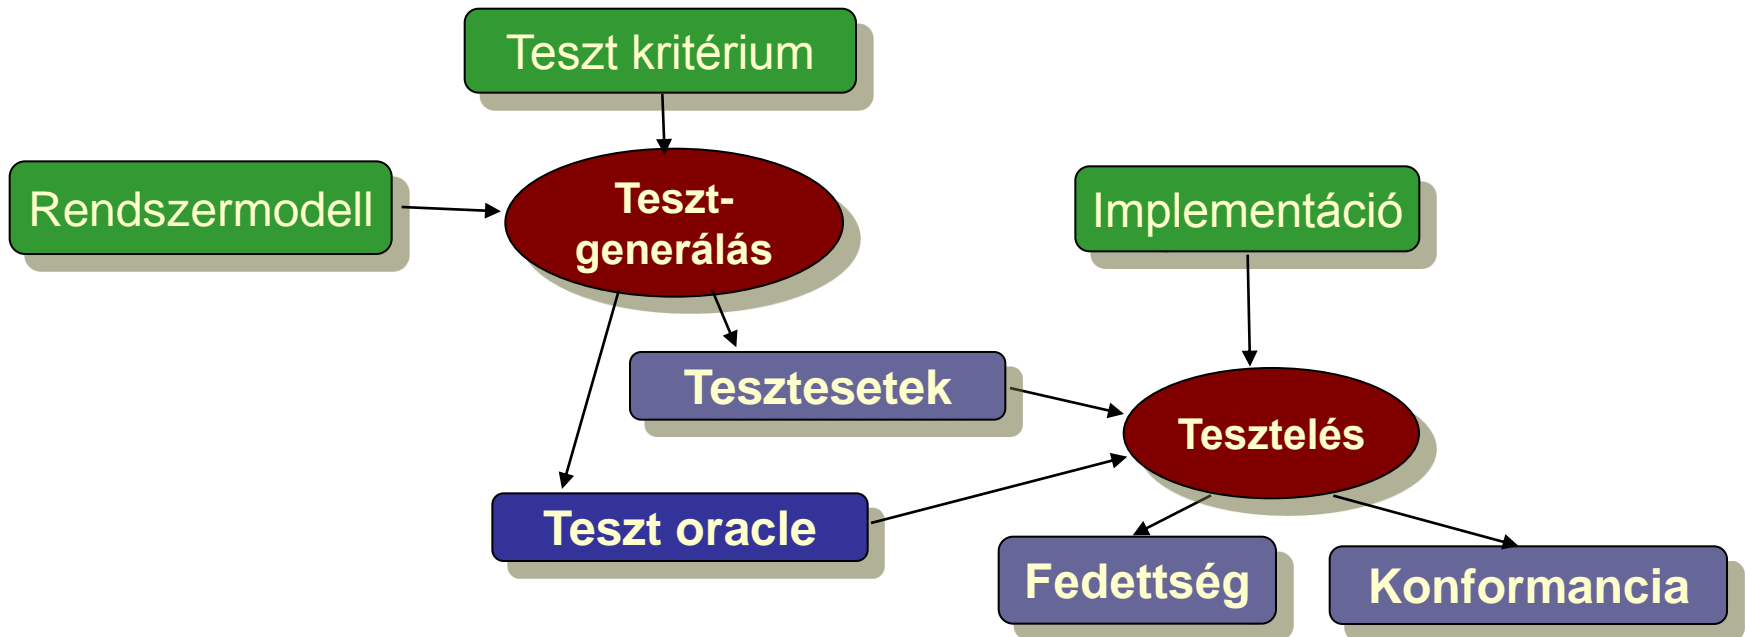 Teszt kritérium
Rendszermodell
Teszt-
generálás
Implementáció
Tesztesetek
Tesztelés
Teszt oracle
Fedettség
Konformancia